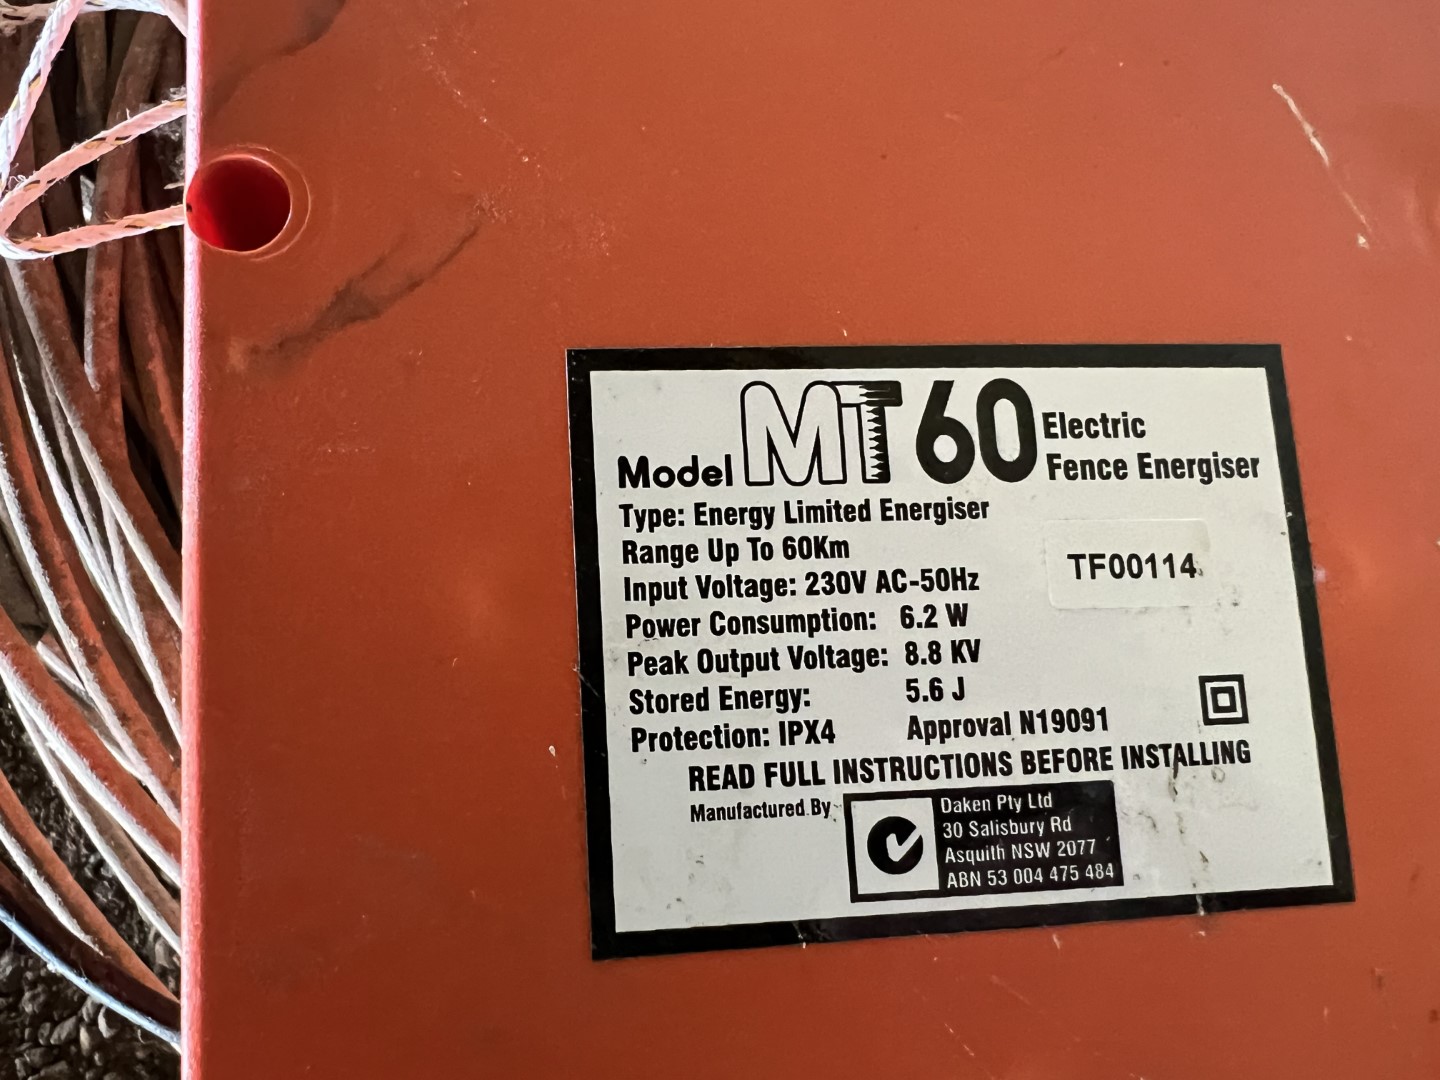 Model MT60 Electric
Fence Energiser
Type: Energy Limited Energiser
Range Up To 60Km
Input Voltage: 230V AC-50Hz
TF00114
Power Consumption: 6.2 W
Peak Output Voltage: 8.8 KV
Stored Energy: 5.6 J
Protection: IPX4 Approval N19091
READ FULL INSTRUCTIONS BEFORE INSTALLING
Manufactured By
Daken Pty Ltd
30 Salisbury Rd
Asquith NSW 2077
ABN 53 004 475 484